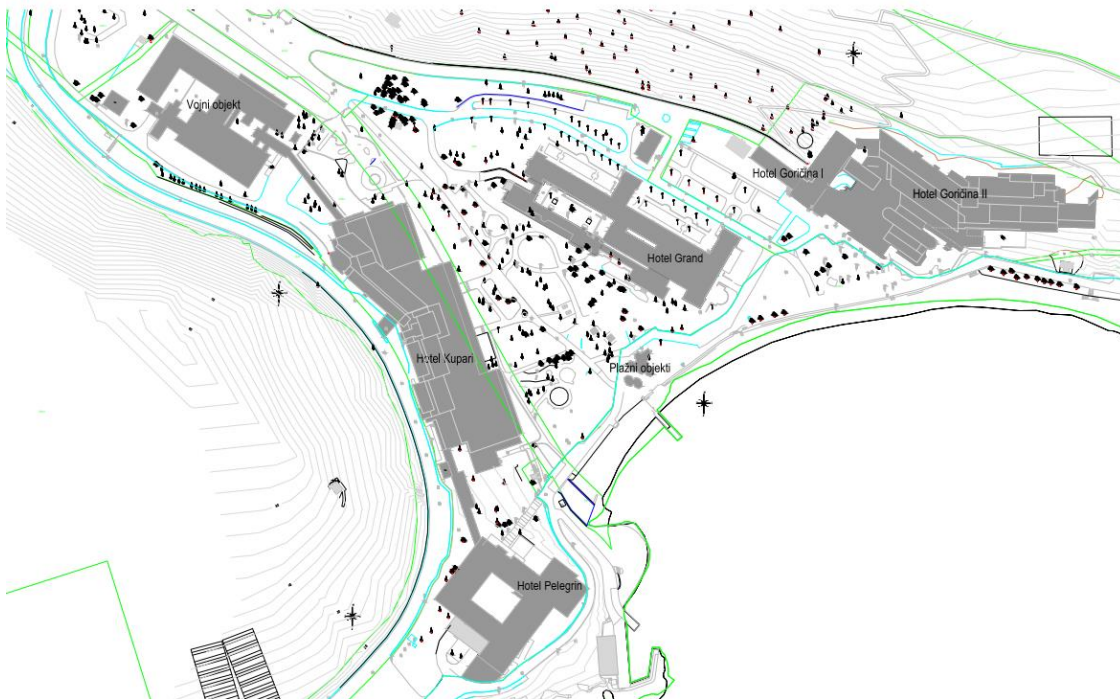 Vojni objekt
Hotel Goričina I
Hotel Goričina II
Hotel Grand
Hotel Kupari
Plažni objekti
Hotel Pelegrin